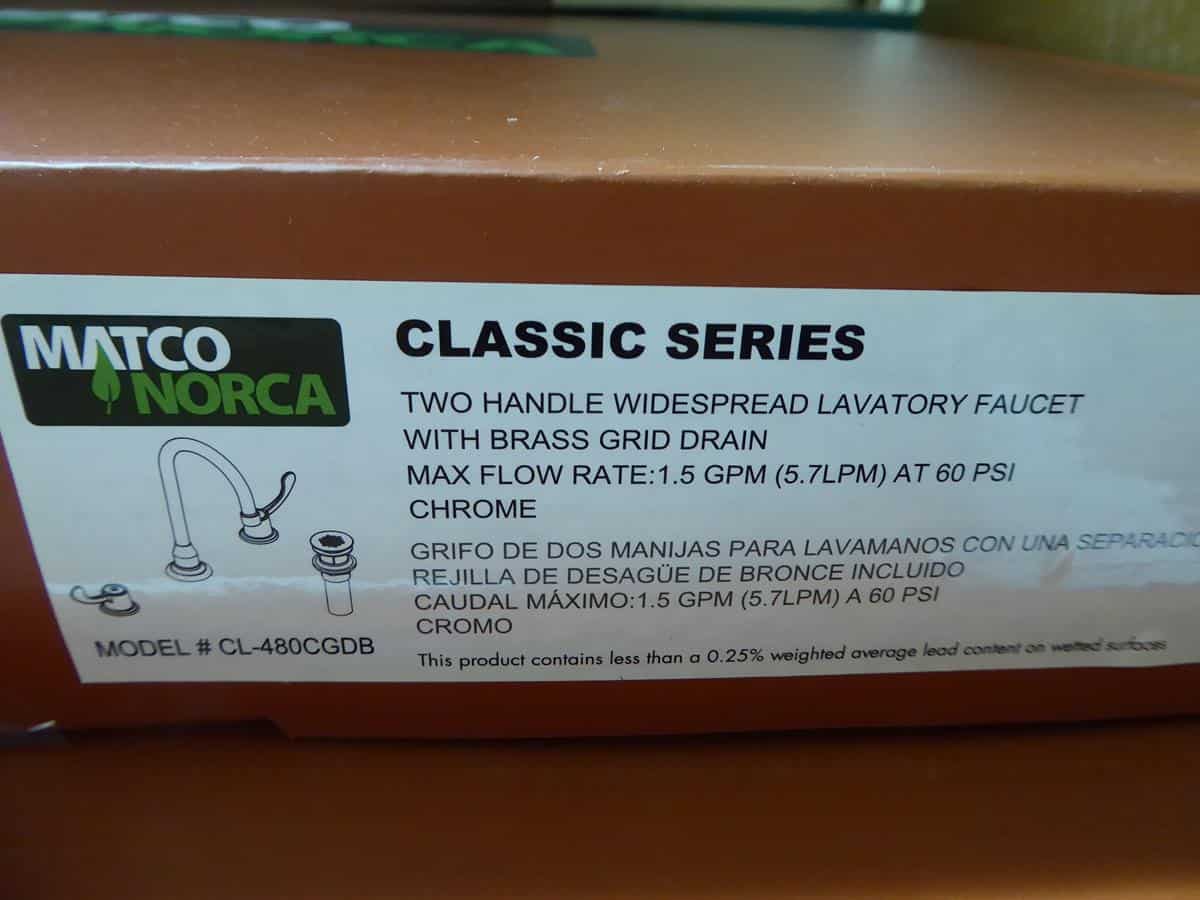 MATCO
NORCA
CLASSIC SERIES
TWO HANDLE WIDESPREAD LAVATORY FAUCET
WITH BRASS GRID DRAIN
MAX FLOW RATE:1.5 GPM (5.7LPM) AT 60 PSI
CHROME
GRIFO DE DOS MANIJAS PARA LAVAMANOS CON UNA
REJILLA DE DESAGÜE DE BRONCE INCLUIDO
CAUDAL MÁXIMO:1.5 GPM (5.7LPM) A 60 PSI
CROMO
MODEL # CL-480CGDB
This product contains less than a 0.25% weighted average lead content on wetted surfaces